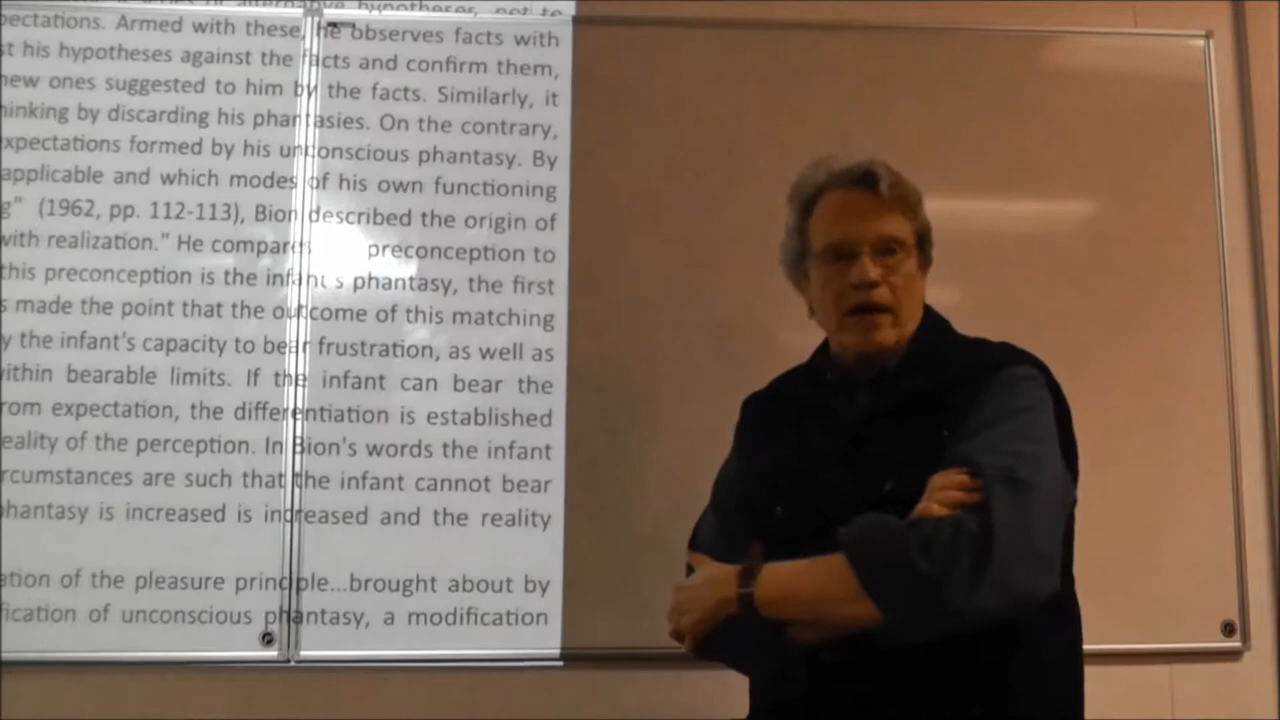 alternative hypotheses, not to
pectations. Armed with these, he observes facts with
st his hypotheses against the facts and confirm them,
new ones suggested to him by the facts. Similarly, it
hinking by discarding his phantasies. On the contrary,
expectations formed by his unconscious phantasy. By
applicable and which modes of his own functioning
g" (1962, pp. 112-113), Bion described the origin of
with realization." He compares preconception to
this preconception is the infant's phantasy, the first
s made the point that the outcome of this matching
y the infant's capacity to bear frustration, as well as
ithin bearable limits. If the infant can bear the
rom expectation, the differentiation is established
eality of the perception. In Bion's words the infant
rcumstances are such that the infant cannot bear
phantasy is increased is increased and the reality
ation of the pleasure principle...brought about by
fication of unconscious phantasy, a modification